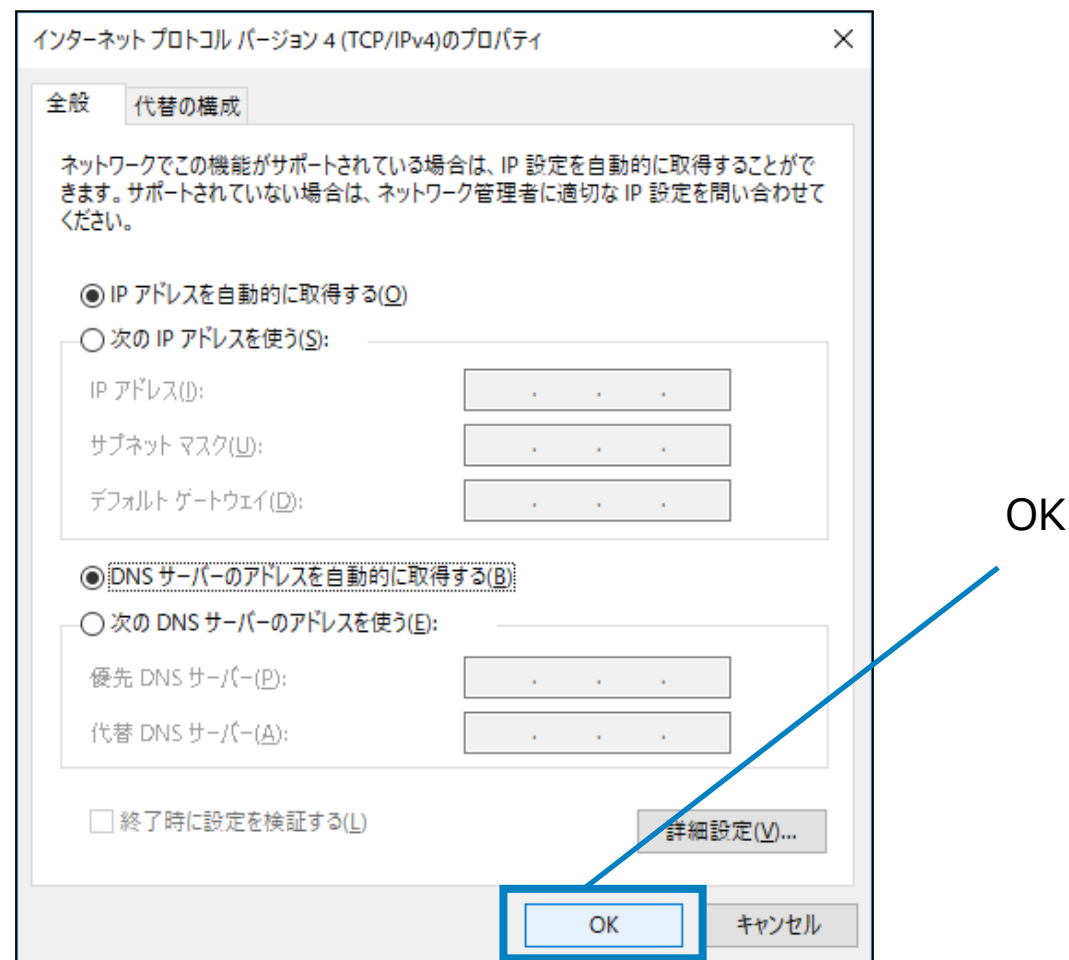 インターネット プロトコル バージョン 4 (TCP/IPv4)のプロパティ
全般
代替の構成
ネットワークでこの機能がサポートされている場合は、IP 設定を自動的に取得することがで
きます。サポートされていない場合は、ネットワーク管理者に適切な IP 設定を問い合わせて
ください。
IP アドレスを自動的に取得する(O)
次の IP アドレスを使う(S):
IP アドレス(I):
サブネット マスク(U):
デフォルト ゲートウェイ(D):
OK
DNS サーバーのアドレスを自動的に取得する(B)
次の DNS サーバーのアドレスを使う(E):
優先 DNS サーバー(P):
代替 DNS サーバー(A):
終了時に設定を検証する(L)
詳細設定(V)...
OK
キャンセル